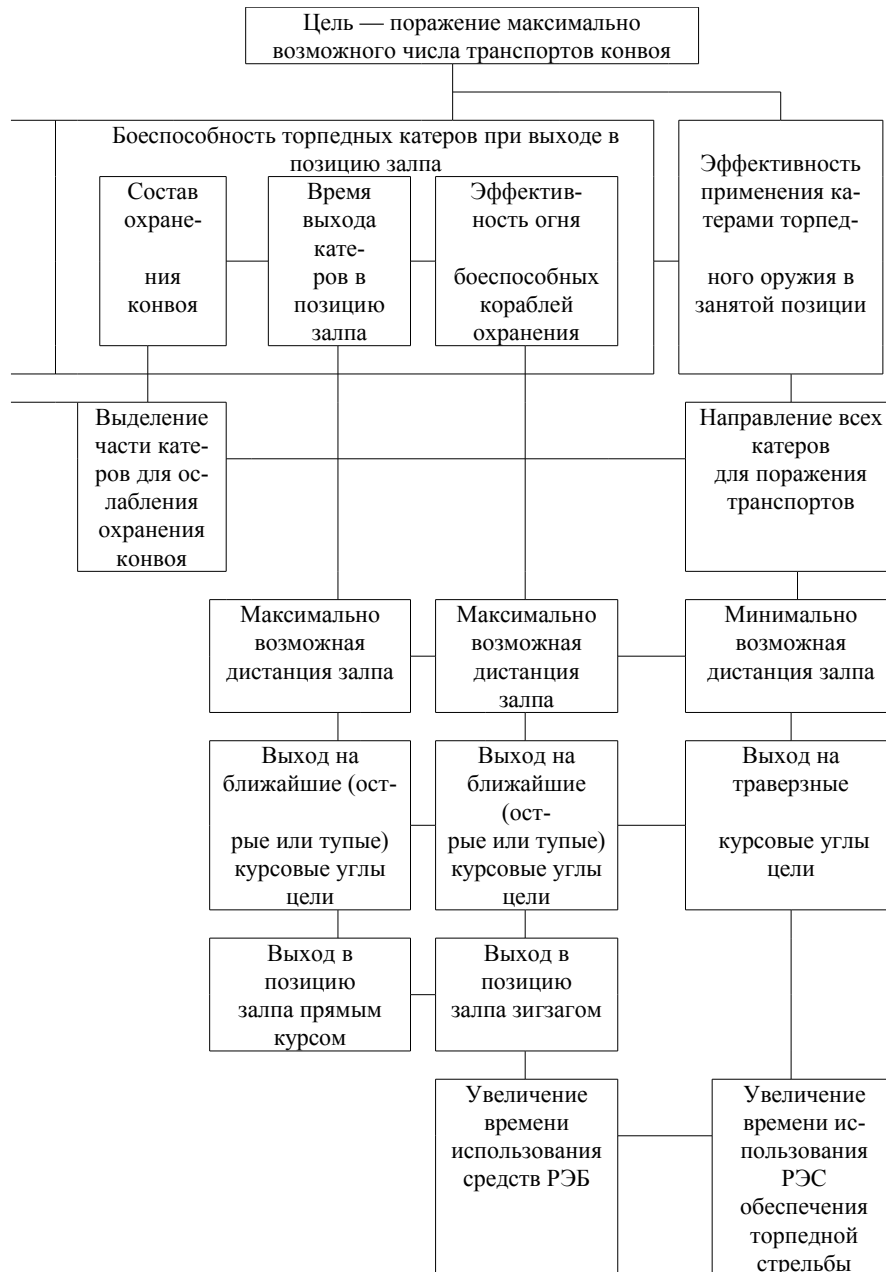 Цель — поражение максимально
возможного числа транспортов конвоя
Боеспособность торпедных катеров при выходе в
позицию залпа
Состав
охране-
ния
конвоя
Время
выхода
кате-
ров в
позицию
залпа
Эффектив-
ность огня
боеспособных
кораблей
охранения
Эффективность
применения ка-
терами торпед-
ного оружия в
занятой позиции
Выделение
части кате-
ров для ос-
лабления
охранения
конвоя
Направление всех
катеров
для поражения
транспортов
Максимально
возможная
дистанция залпа
Максимально
возможная
дистанция
залпа
Минимально
возможная
дистанция залпа
Выход на
ближайшие (ост-
рые или тупые)
курсовые углы
цели
Выход на
ближайшие
(ост-
рые или тупые)
курсовые углы
цели
Выход на
траверзные
курсовые углы
цели
Выход в
позицию
залпа прямым
курсом
Выход в
позицию
залпа зигзагом
Увеличение
времени
использования
средств РЭБ
Увеличение
времени ис-
пользования
РЭС
обеспечения
торпедной
стрельбы